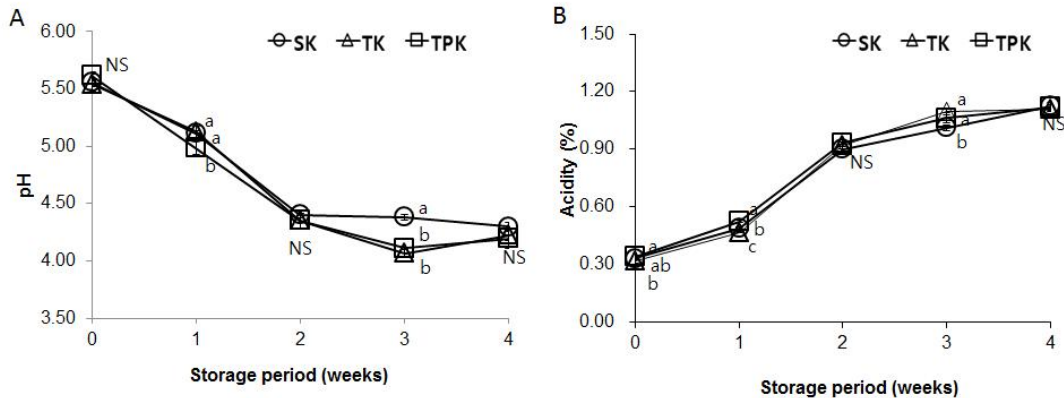 A
6.00
5.50
5.00
4.50
4.00
3.50
pH
SK TK TPK
NS
a
a
b
NS
a
b
b
NS
0 1 2 3 4
Storage period (weeks)
B
1.50
1.20
0.90
0.60
0.30
0.00
Acidity (%)
SK TK TPK
a
ab
b
a
b
c
NS
a
a
b
NS
0 1 2 3 4
Storage period (weeks)